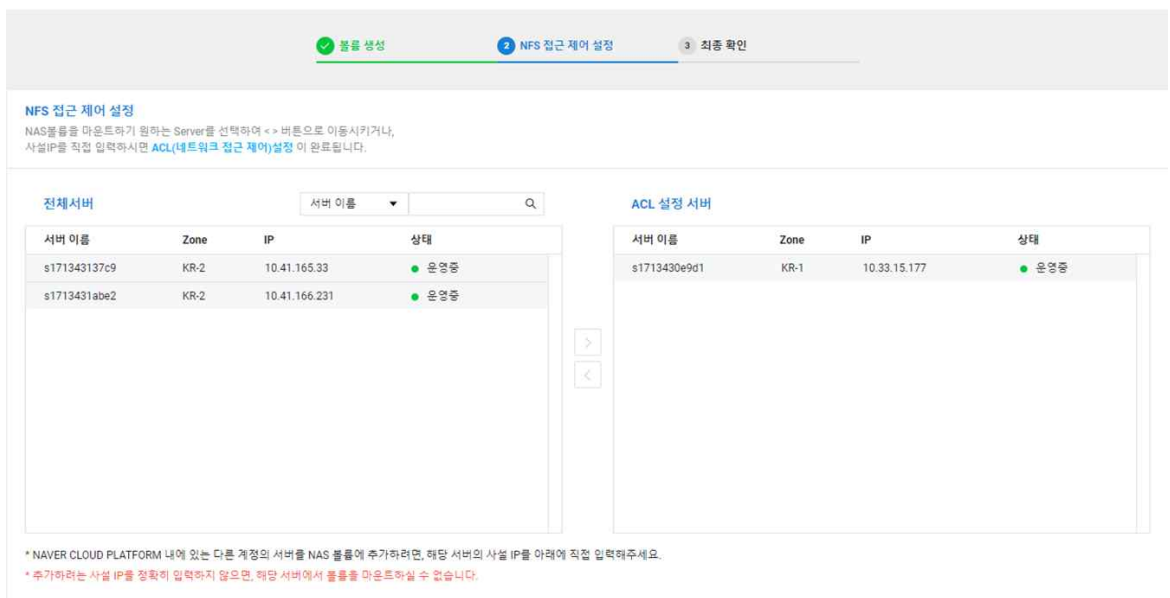 볼륨 생성
2 NFS 접근 제어 설정
3 최종 확인
NFS 접근 제어 설정
NAS볼륨을 마운트하기 원하는 Server를 선택하여 < > 버튼으로 이동시키거나,
사설IP를 직접 입력하시면 ACL(네트워크 접근 제어)설정 이 완료됩니다.
전체서버
서버 이름
ACL 설정 서버
서버 이름 Zone IP 상태
s171343137c9 KR-2 10.41.165.33 운영중
s1713431abe2 KR-2 10.41.166.231 운영중
>
<
서버 이름 Zone IP 상태
s1713430e9d1 KR-1 10.33.15.177 운영중
* NAVER CLOUD PLATFORM 내에 있는 다른 계정의 서버를 NAS 볼륨에 추가하려면, 해당 서버의 사설 IP를 아래에 직접 입력해주세요.
* 추가하려는 사설 IP를 정확히 입력하지 않으면, 해당 서버에서 볼륨을 마운트하실 수 없습니다.